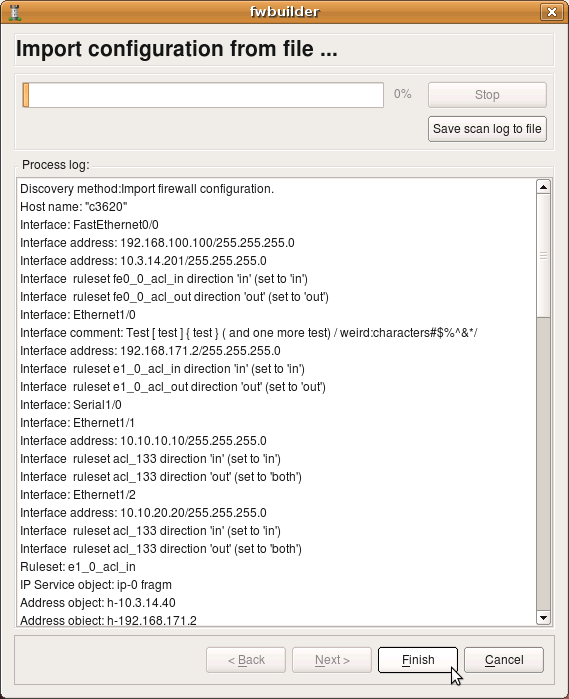 fwbuilder
Import configuration from file ...
0%
Stop
Save scan log to file
Process log:
Discovery method:Import firewall configuration.
Host name: "c3620"
Interface: FastEthernet0/0
Interface address: 192.168.100.100/255.255.255.0
Interface address: 10.3.14.201/255.255.255.0
Interface  ruleset fe0_0_acl_in direction 'in' (set to 'in')
Interface  ruleset fe0_0_acl_out direction 'out' (set to 'out')
Interface: Ethernet1/0
Interface comment: Test [ test ] { test } ( and one more test) / weird:characters#$%^&*/
Interface address: 192.168.171.2/255.255.255.0
Interface  ruleset e1_0_acl_in direction 'in' (set to 'in')
Interface  ruleset e1_0_acl_out direction 'out' (set to 'out')
Interface: Serial1/0
Interface: Ethernet1/1
Interface address: 10.10.10.10/255.255.255.0
Interface  ruleset acl_133 direction 'in' (set to 'in')
Interface  ruleset acl_133 direction 'out' (set to 'both')
Interface: Ethernet1/2
Interface address: 10.10.20.20/255.255.255.0
Interface  ruleset acl_133 direction 'in' (set to 'in')
Interface  ruleset acl_133 direction 'out' (set to 'both')
Ruleset: e1_0_acl_in
IP Service object: ip-0 fragm
Address object: h-10.3.14.40
Address object: h-192.168.171.2
< Back
Next >
Finish
Cancel